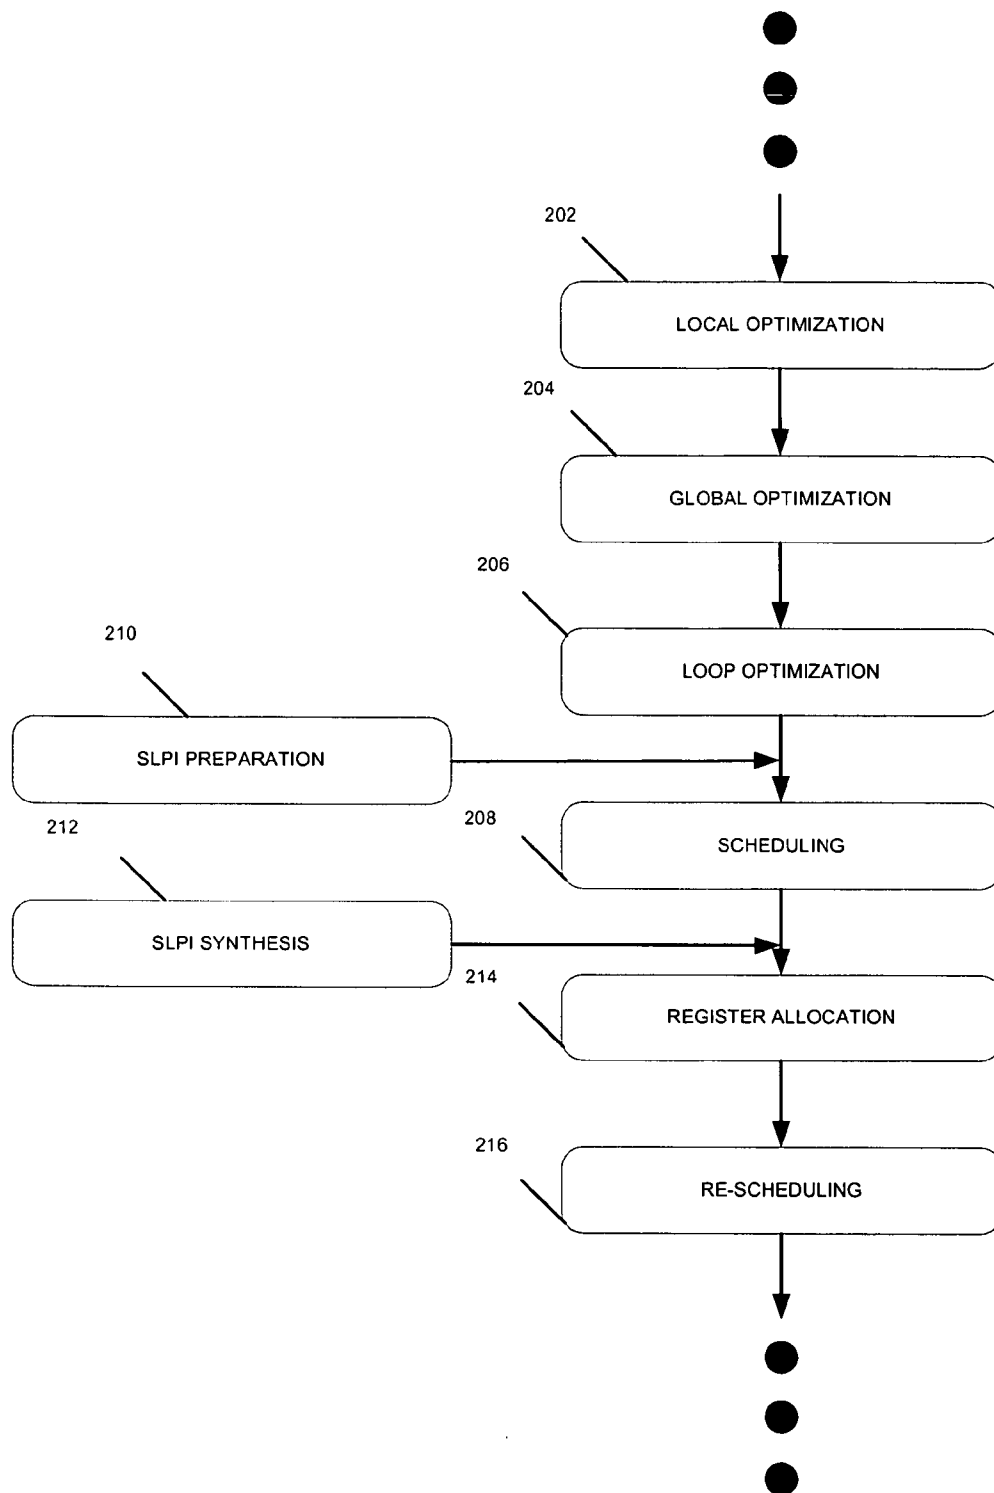 202
LOCAL OPTIMIZATION
204
GLOBAL OPTIMIZATION
206
LOOP OPTIMIZATION
210
SLPI PREPARATION
208
SCHEDULING
212
SLPI SYNTHESIS
214
REGISTER ALLOCATION
216
RE-SCHEDULING